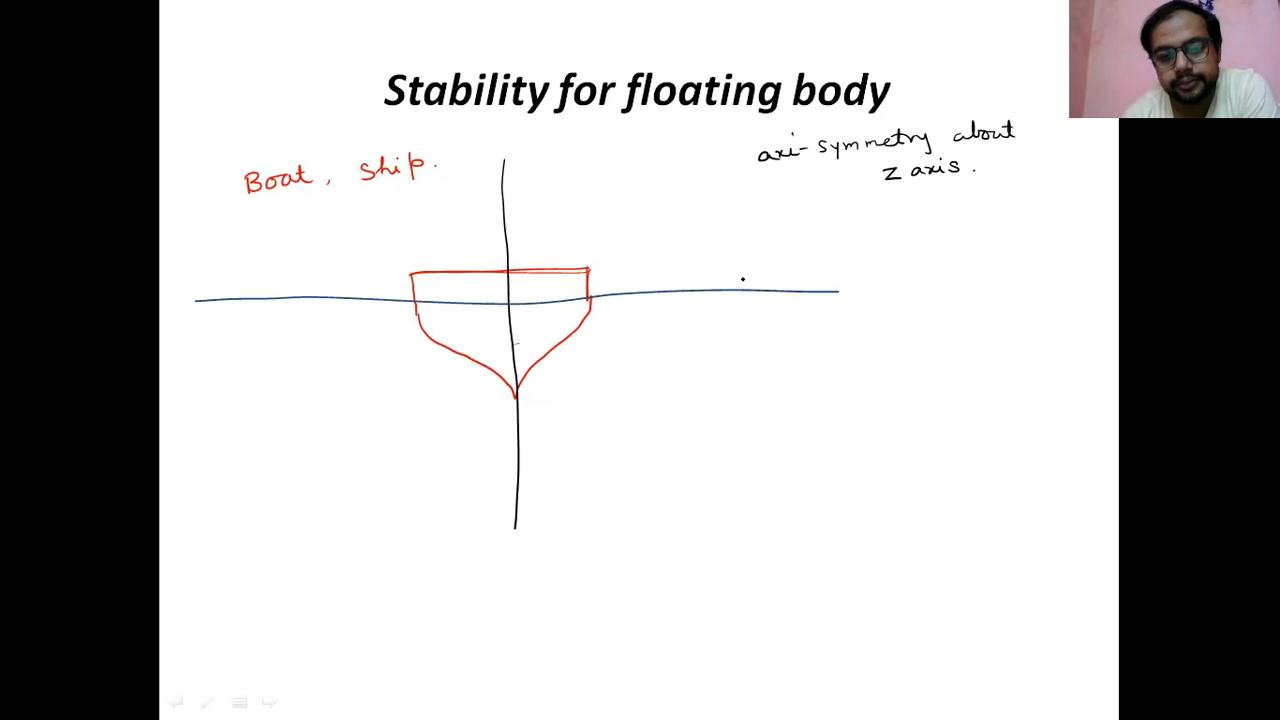 Stability for floating body
Boat, Ship.
axi-symmetry about
z axis.